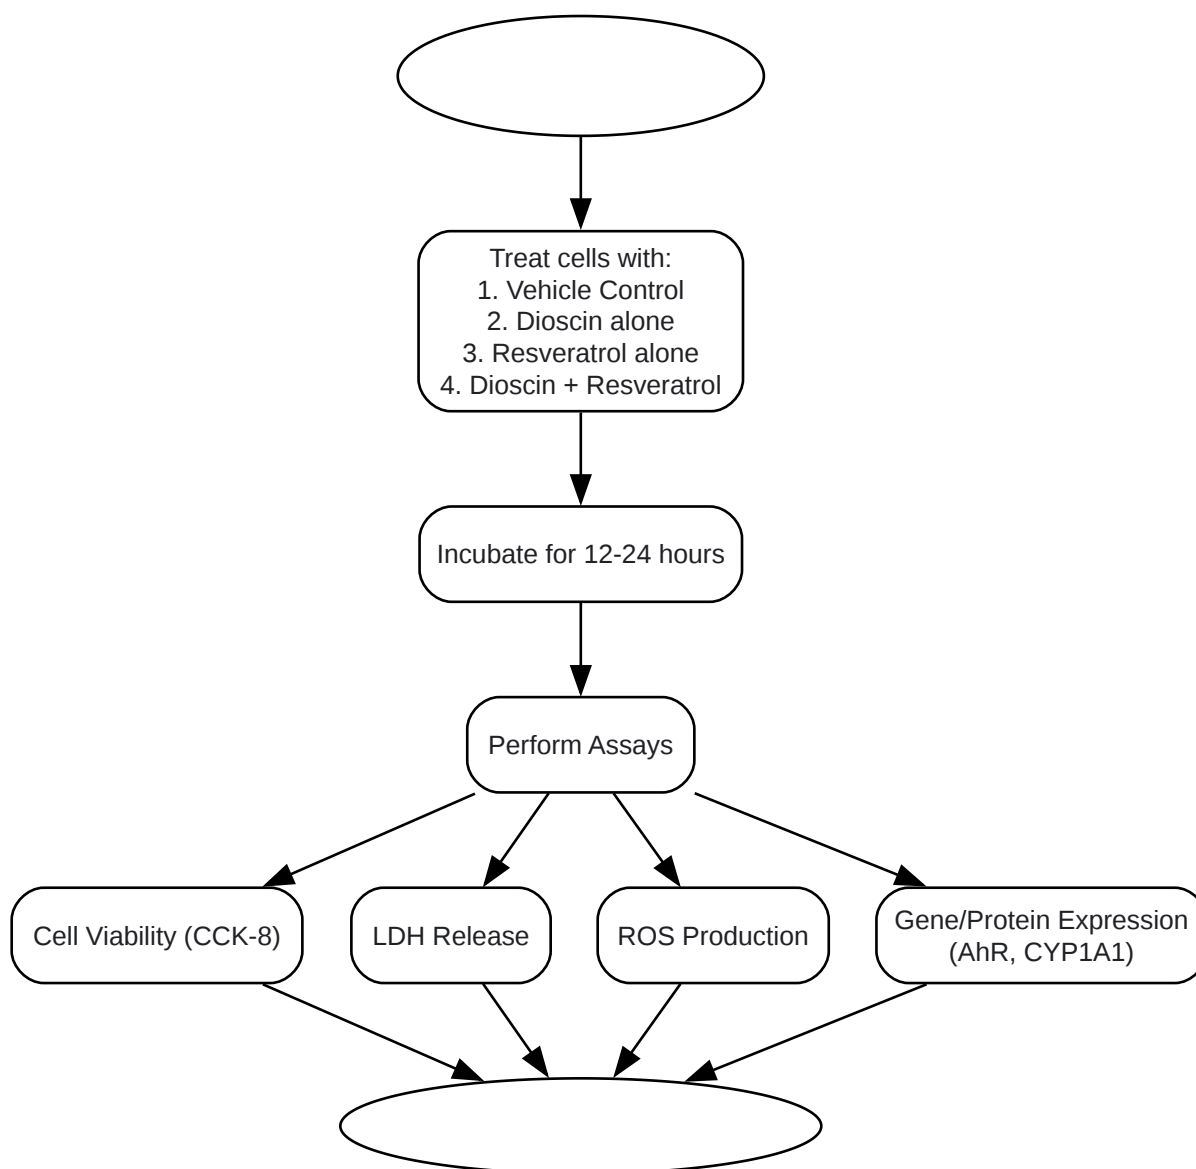 Treat cells with:
1. Vehicle Control
2. Dioscin alone
3. Resveratrol alone
4. Dioscin + Resveratrol
Incubate for 12-24 hours
Perform Assays
Cell Viability (CCK-8)
LDH Release
ROS Production
Gene/Protein Expression
(AhR, CYP1A1)